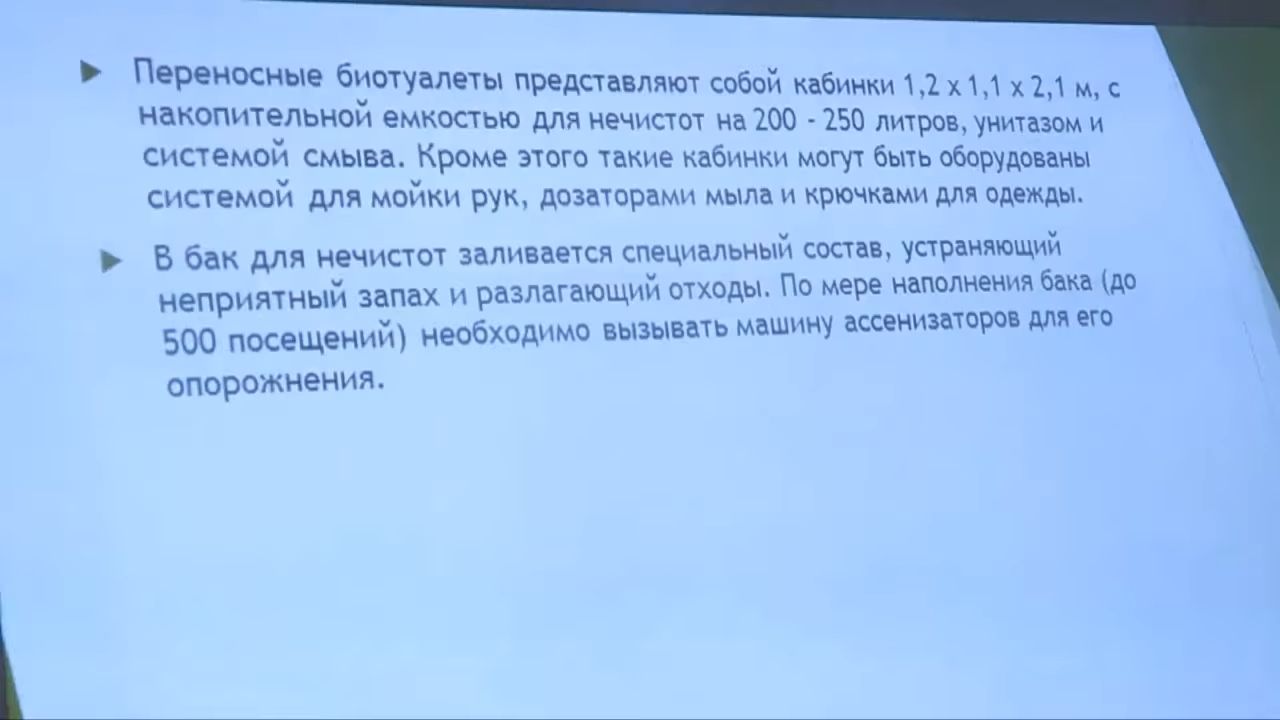 Переносные биотуалеты представляют собой кабинки 1,2 х 1,1 х 2,1 м, с
накопительной емкостью для нечистот на 200 - 250 литров, унитазом и
системой смыва. Кроме этого такие кабинки могут быть оборудованы
системой для мойки рук, дозаторами мыла и крючками для одежды.
В бак для нечистот заливается специальный состав, устраняющий
неприятный запах и разлагающий отходы. По мере наполнения бака (до
500 посещений) необходимо вызывать машину ассенизаторов для его
опорожнения.